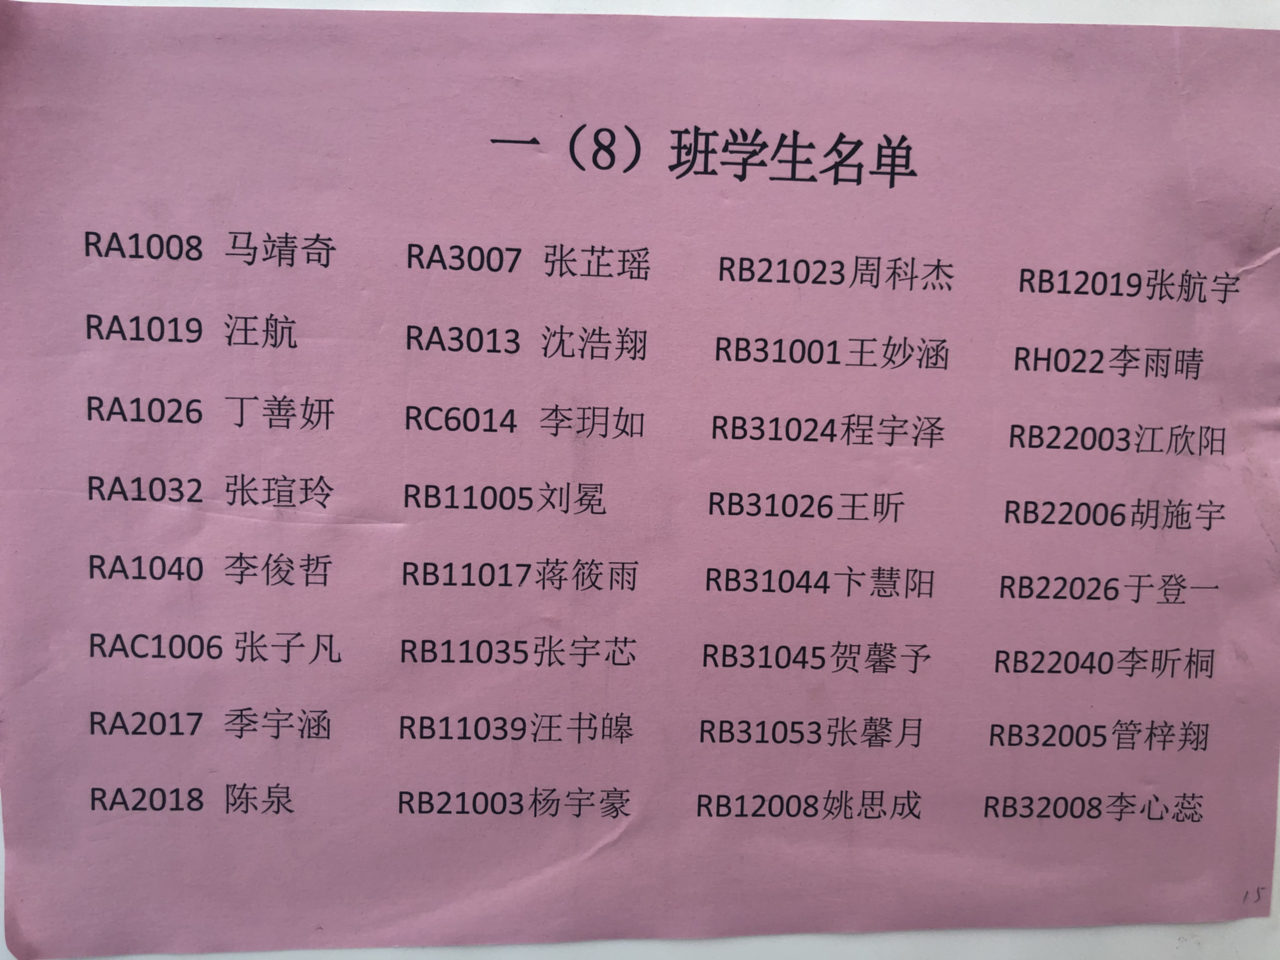 一（8）班学生名单
RA1008 马靖奇 RA3007 张芷瑶 RB21023周科杰 RB12019张航宇
RA1019 汪航 RA3013 沈浩翔 RB31001王妙涵 RH022李雨晴
RA1026 丁善妍 RC6014 李玥如 RB31024程宇泽 RB22003江欣阳
RA1032 张瑄玲 RB11005刘冕 RB31026王昕 RB22006胡施宇
RA1040 李俊哲 RB11017蒋筱雨 RB31044卞慧阳 RB22026于登一
RAC1006 张子凡 RB11035张宇芯 RB31045贺馨予 RB22040李昕桐
RA2017 季宇涵 RB11039汪书皞 RB31053张馨月 RB32005管梓翔
RA2018 陈泉 RB21003杨宇豪 RB12008姚思成 RB32008李心蕊
15